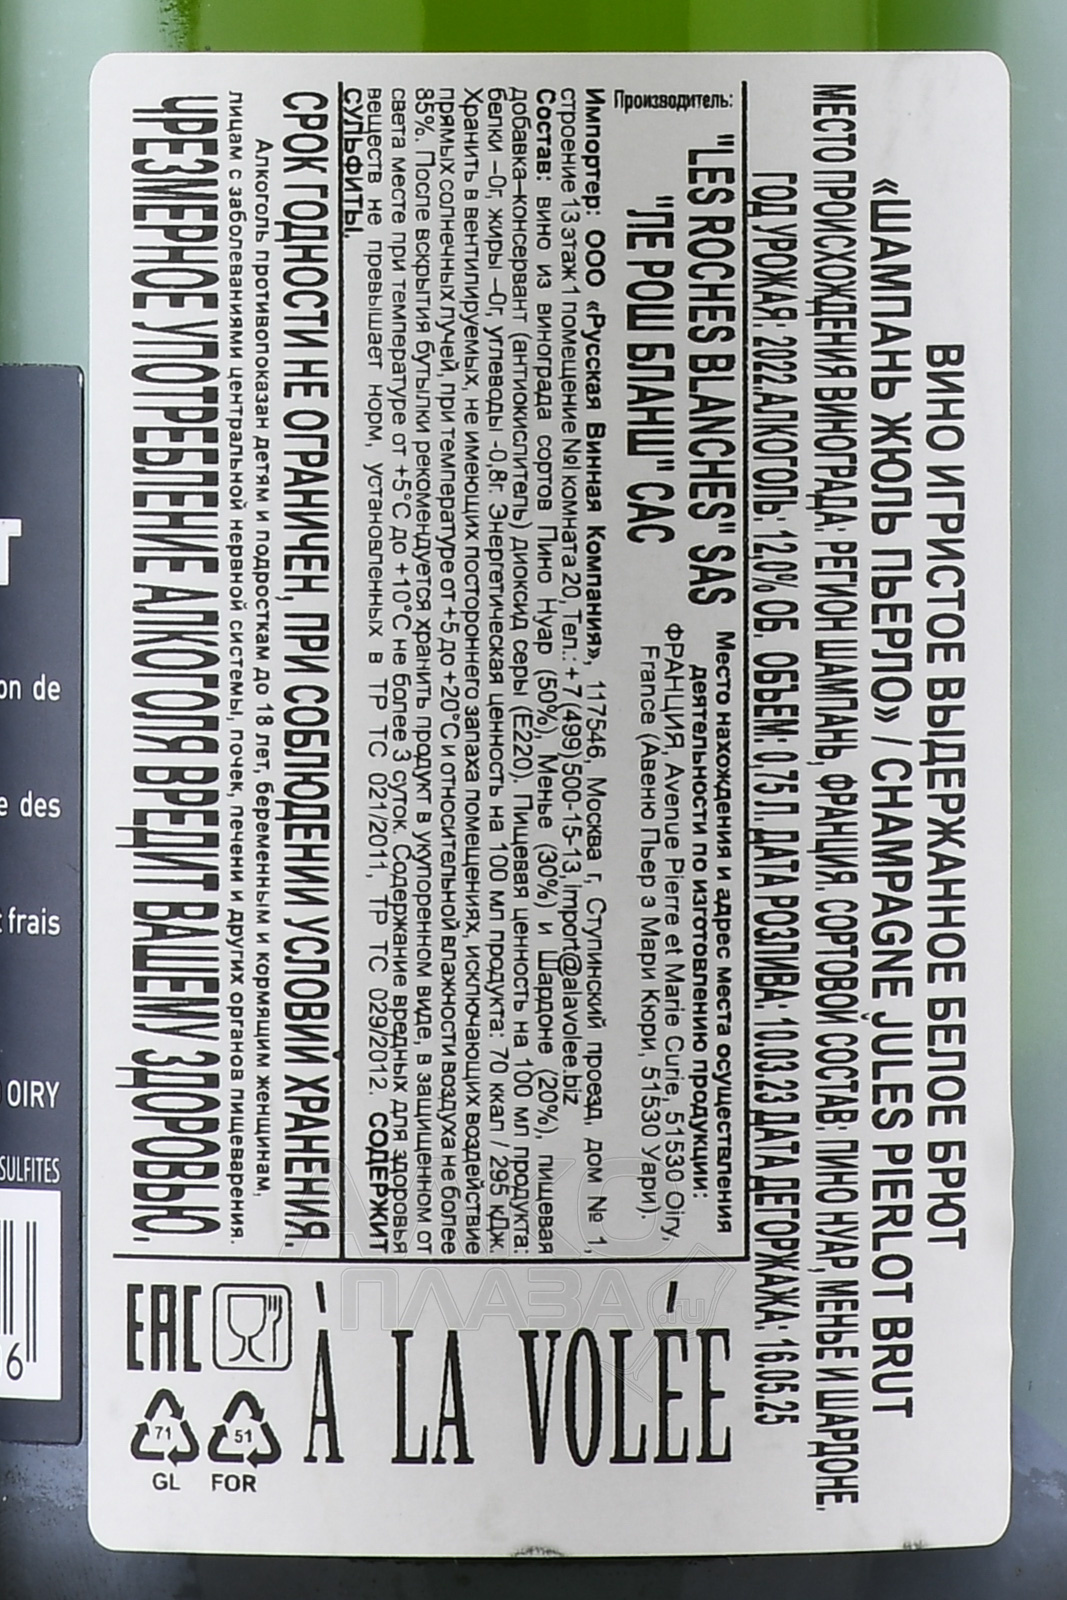 ВИНО ИГРИСТОЕ ВЫДЕРЖАННОЕ БЕЛОЕ БРЮТ
«ШАМПАНЬ ЖЮЛЬ ПЬЕРЛО» / CHAMPAGNE JULES PIERLOT BRUT
МЕСТО ПРОИСХОЖДЕНИЯ ВИНОГРАДА: РЕГИОН ШАМПАНЬ, ФРАНЦИЯ. СОРТОВОЙ СОСТАВ: ПИНО НУАР, МЕНЬЕ И ШАРДОНЕ.
ГОД УРОЖАЯ: 2022.АЛКОГОЛЬ: 12,0% ОБ. ОБЪЕМ: 0,75 Л. ДАТА РОЗЛИВА: 10.03.23 ДАТА ДЕГОРЖАЖА: 16.05.25
Производитель:
"LES ROCHES BLANCHES" SAS
"ЛЕ РОШ БЛАНШ" САС
Место нахождения и адрес места осуществления
деятельности по изготовлению продукции:
ФРАНЦИЯ, Avenue Pierre et Marie Curie, 51530 Oiry,
France (Авеню Пьер э Мари Кюри, 51530 Уари).
Импортер: ООО «Русская Винная Компания», 117546, Москва г, Ступинский проезд, дом № 1,
строение 13 этаж 1 помещение №I комната 20, Тел.: + 7 (499) 500-15-13, import@alavolee.biz
Состав: вино из винограда сортов Пино Нуар (50%), Менье (30%) и Шардоне (20%), пищевая
добавка–консервант (антиокислитель) диоксид серы (Е220). Пищевая ценность на 100 мл продукта:
белки –0г, жиры –0г, углеводы -0,8г. Энергетическая ценность на 100 мл продукта: 70 ккал / 295 кДж.
Хранить в вентилируемых, не имеющих постороннего запаха помещениях, исключающих воздействие
прямых солнечных лучей, при температуре от +5 до +20°С и относительной влажности воздуха не более
85%. После вскрытия бутылки рекомендуется хранить продукт в укупоренном виде, в защищенном от
света месте при температуре от +5°С до +10°С не более 3 суток. Содержание вредных для здоровья
веществ не превышает норм, установленных в ТР ТС 021/2011, ТР ТС 029/2012. СОДЕРЖИТ
СУЛЬФИТЫ.
СРОК ГОДНОСТИ НЕ ОГРАНИЧЕН, ПРИ СОБЛЮДЕНИИ УСЛОВИЙ ХРАНЕНИЯ.
Алкоголь противопоказан детям и подросткам до 18 лет, беременным и кормящим женщинам,
лицам с заболеваниями центральной нервной системы, почек, печени и других органов пищеварения.
ЧРЕЗМЕРНОЕ УПОТРЕБЛЕНИЕ АЛКОГОЛЯ ВРЕДИТ ВАШЕМУ ЗДОРОВЬЮ.
À LA VOLÉE
EAC
71
GL
51
FOR
АЛКО
ПЛАЗА
.ru
T
on de
e des
frais
OIRY
SULFITES
6